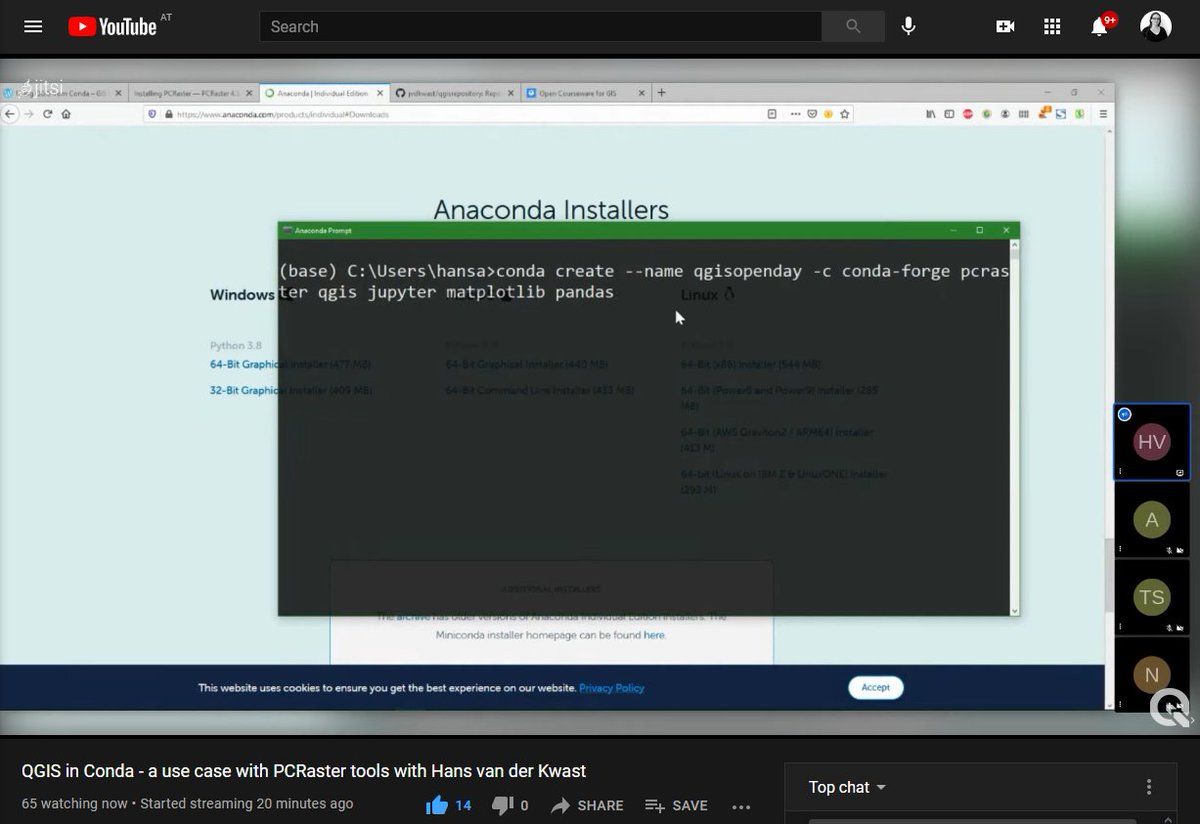 YouTube AT
Search
9+
jitsi
Installing PCRaster — PCRaster 4.3
Anaconda | Individual Edition
Open Courseware for GIS
https://www.anaconda.com/products/individual#Downloads
Anaconda Installers
Anaconda Prompt
(base) C:\Users\hansa>conda create --name qgisopenday -c conda-forge pcras
ter qgis jupyter matplotlib pandas
Windows
Linux
Python 3.8
64-Bit Graphical Installer (477 MB)
64-Bit Graphical Installer (440 MB)
64-Bit (x86) Installer (544 MB)
32-Bit Graphical Installer (409 MB)
64-Bit Command Line Installer (433 MB)
64-Bit (Power8 and Power9) Installer (285
MB)
64-Bit (AWS Graviton2 / ARM64) Installer
(413 M)
64-bit (Linux on IBM Z & LinuxONE) Installer
(292 M)
ADDITIONAL INSTALLERS
The archive has older versions of Anaconda Individual Edition installers. The
Miniconda installer homepage can be found here.
This website uses cookies to ensure you get the best experience on our website. Privacy Policy
Accept
HV
A
TS
N
QGIS in Conda - a use case with PCRaster tools with Hans van der Kwast
65 watching now • Started streaming 20 minutes ago
14
0
SHARE
SAVE
Top chat